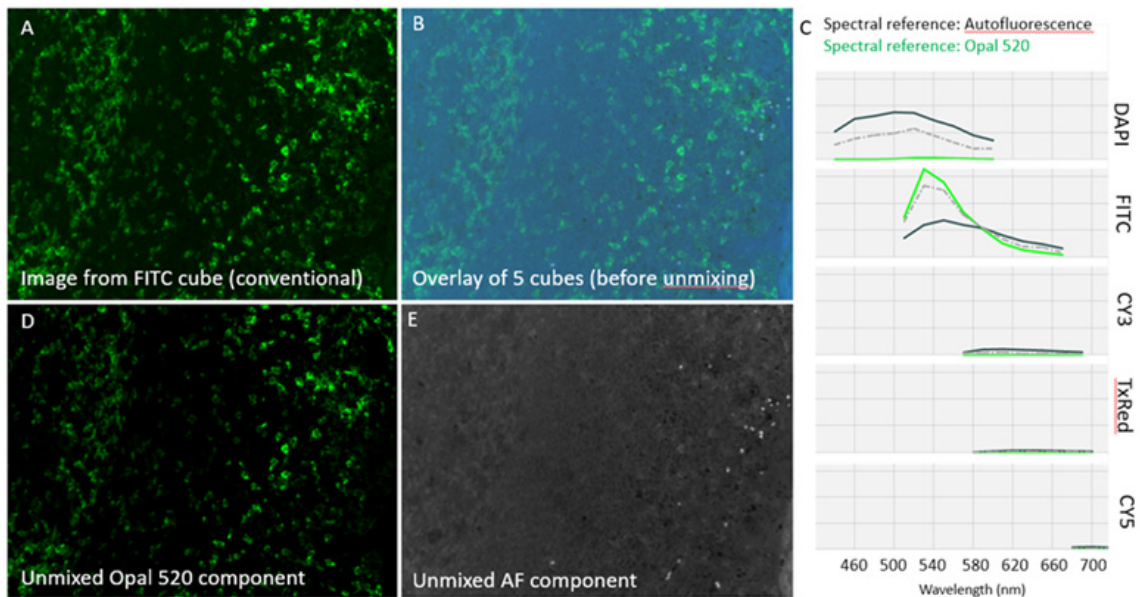 A
Image from FITC cube (conventional)
B
Overlay of 5 cubes (before unmixing)
C
Spectral reference: Autofluorescence
Spectral reference: Opal 520
DAPI
FITC
CY3
TxRed
CY5
460 500 540 580 620 660 700
Wavelength (nm)
D
Unmixed Opal 520 component
E
Unmixed AF component